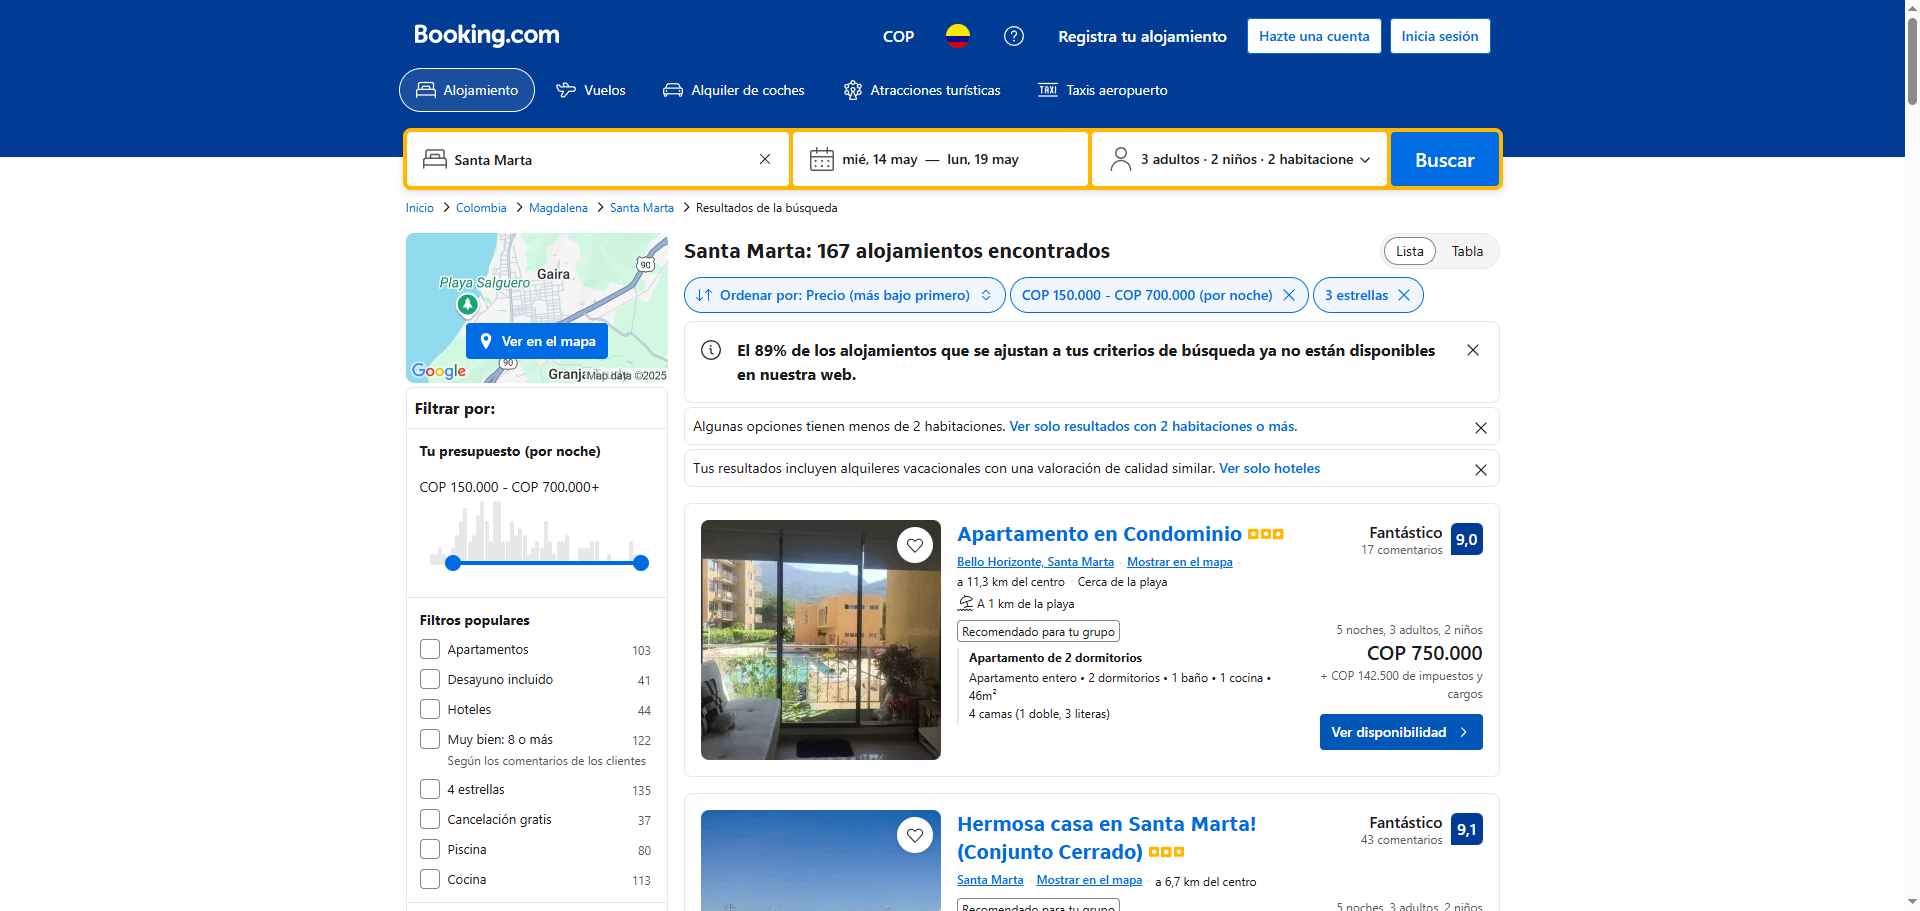 Booking.com
COP
Registra tu alojamiento
Hazte una cuenta
Inicia sesión
Alojamiento
Vuelos
Alquiler de coches
Atracciones turísticas
TAXI
Taxis aeropuerto
Santa Marta
mié, 14 may — lun, 19 may
3 adultos · 2 niños · 2 habitacione
Buscar
Inicio
Colombia
Magdalena
Santa Marta
Resultados de la búsqueda
Playa Salguero
Gaira
90
Ver en el mapa
90
Google
Map data ©2025
Filtrar por:
Tu presupuesto (por noche)
COP 150.000 - COP 700.000+
Filtros populares
Apartamentos 103
Desayuno incluido 41
Hoteles 44
Muy bien: 8 o más 122
Según los comentarios de los clientes
4 estrellas 135
Cancelación gratis 37
Piscina 80
Cocina 113
Santa Marta: 167 alojamientos encontrados
Lista
Tabla
Ordenar por: Precio (más bajo primero)
COP 150.000 - COP 700.000 (por noche)
3 estrellas
El 89% de los alojamientos que se ajustan a tus criterios de búsqueda ya no están disponibles
en nuestra web.
Algunas opciones tienen menos de 2 habitaciones. Ver solo resultados con 2 habitaciones o más.
Tus resultados incluyen alquileres vacacionales con una valoración de calidad similar. Ver solo hoteles
Apartamento en Condominio
Bello Horizonte, Santa Marta · Mostrar en el mapa ·
a 11,3 km del centro · Cerca de la playa
A 1 km de la playa
Recomendado para tu grupo
Apartamento de 2 dormitorios
Apartamento entero • 2 dormitorios • 1 baño • 1 cocina •
46m²
4 camas (1 doble, 3 literas)
Fantástico
17 comentarios
9,0
5 noches, 3 adultos, 2 niños
COP 750.000
+ COP 142.500 de impuestos y
cargos
Ver disponibilidad
Hermosa casa en Santa Marta!
(Conjunto Cerrado)
Santa Marta · Mostrar en el mapa · a 6,7 km del centro
Recomendado para tu grupo
Fantástico
43 comentarios
9,1
5 noches, 3 adultos, 2 niños